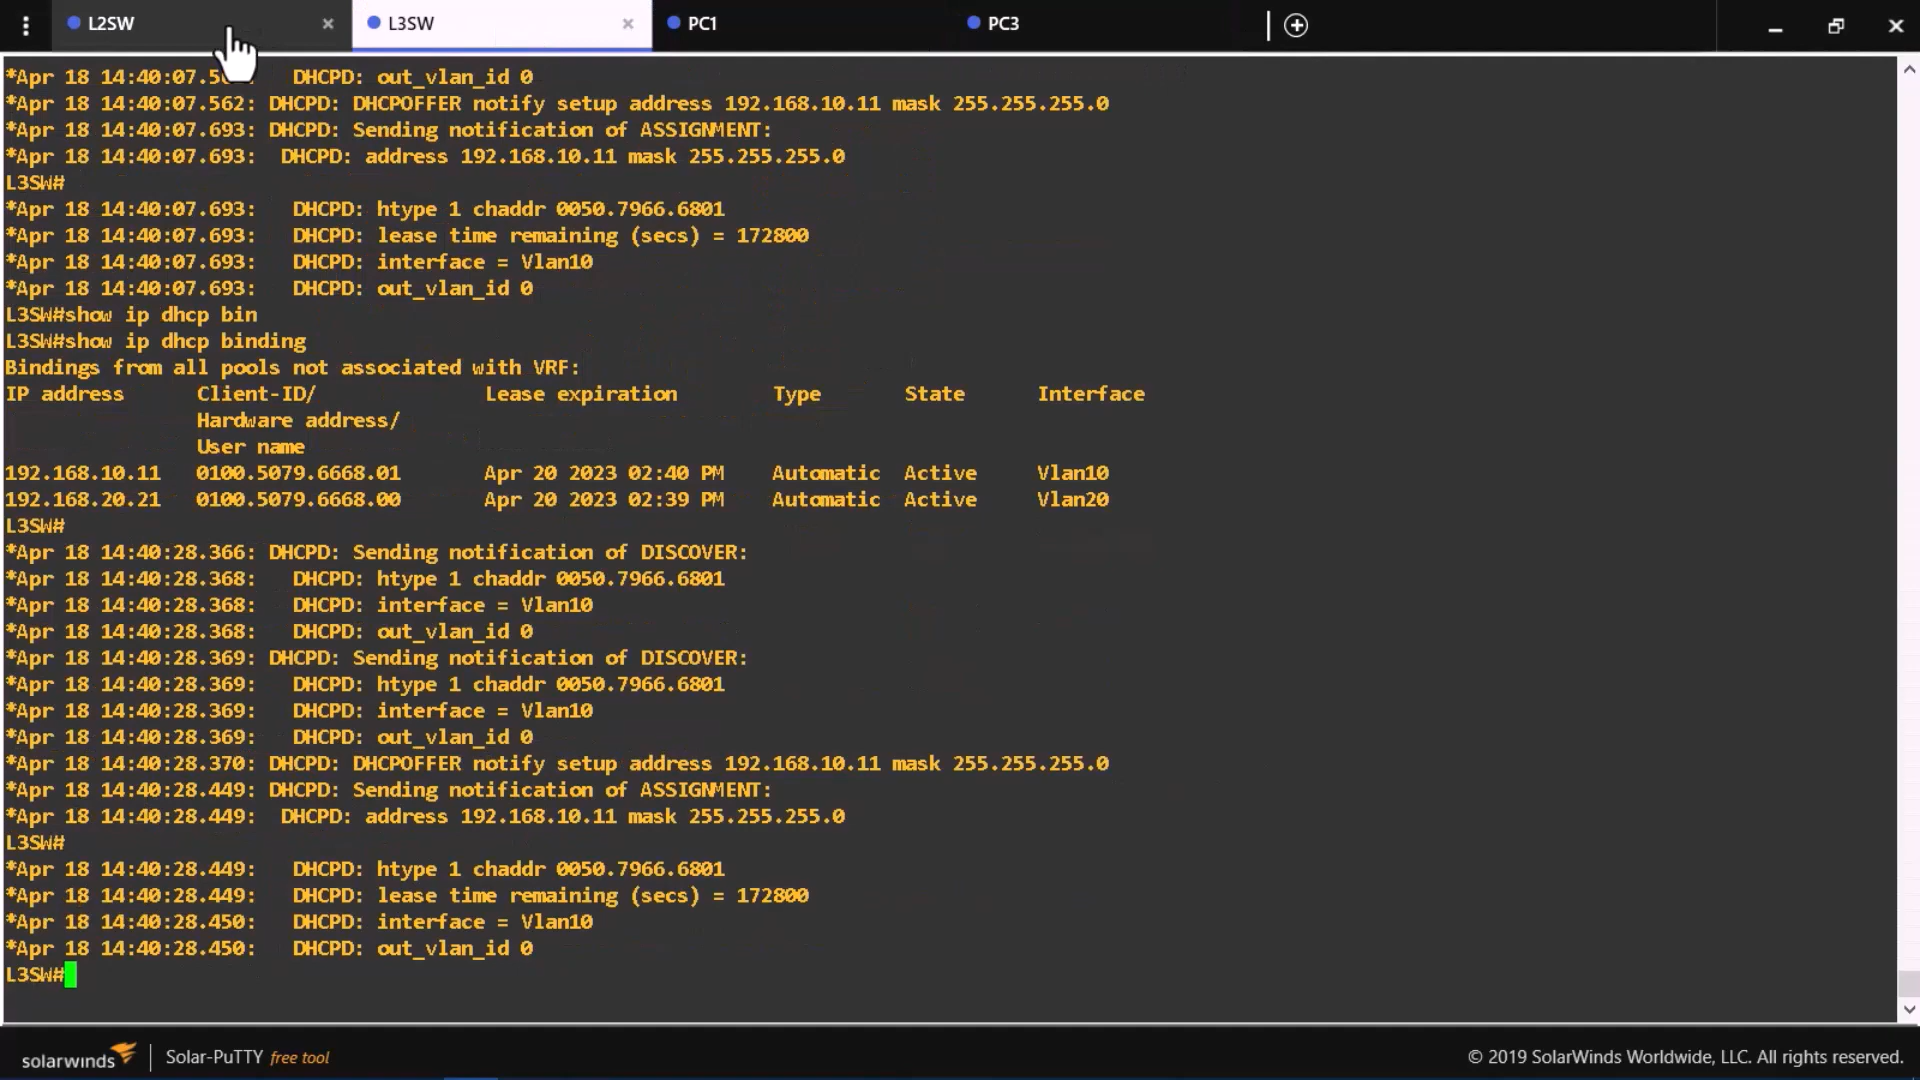 L2SW × L3SW × PC1 PC3
*Apr 18 14:40:07.5 DHCPD: out_vlan_id 0
*Apr 18 14:40:07.562: DHCPD: DHCPOFFER notify setup address 192.168.10.11 mask 255.255.255.0
*Apr 18 14:40:07.693: DHCPD: Sending notification of ASSIGNMENT:
*Apr 18 14:40:07.693:  DHCPD: address 192.168.10.11 mask 255.255.255.0
L3SW#
*Apr 18 14:40:07.693:   DHCPD: htype 1 chaddr 0050.7966.6801
*Apr 18 14:40:07.693:   DHCPD: lease time remaining (secs) = 172800
*Apr 18 14:40:07.693:   DHCPD: interface = Vlan10
*Apr 18 14:40:07.693:   DHCPD: out_vlan_id 0
L3SW#show ip dhcp bin
L3SW#show ip dhcp binding
Bindings from all pools not associated with VRF:
IP address      Client-ID/              Lease expiration        Type       State      Interface
Hardware address/
User name
192.168.10.11   0100.5079.6668.01       Apr 20 2023 02:40 PM    Automatic  Active     Vlan10
192.168.20.21   0100.5079.6668.00       Apr 20 2023 02:39 PM    Automatic  Active     Vlan20
L3SW#
*Apr 18 14:40:28.366: DHCPD: Sending notification of DISCOVER:
*Apr 18 14:40:28.368:   DHCPD: htype 1 chaddr 0050.7966.6801
*Apr 18 14:40:28.368:   DHCPD: interface = Vlan10
*Apr 18 14:40:28.368:   DHCPD: out_vlan_id 0
*Apr 18 14:40:28.369: DHCPD: Sending notification of DISCOVER:
*Apr 18 14:40:28.369:   DHCPD: htype 1 chaddr 0050.7966.6801
*Apr 18 14:40:28.369:   DHCPD: interface = Vlan10
*Apr 18 14:40:28.369:   DHCPD: out_vlan_id 0
*Apr 18 14:40:28.370: DHCPD: DHCPOFFER notify setup address 192.168.10.11 mask 255.255.255.0
*Apr 18 14:40:28.449: DHCPD: Sending notification of ASSIGNMENT:
*Apr 18 14:40:28.449:  DHCPD: address 192.168.10.11 mask 255.255.255.0
L3SW#
*Apr 18 14:40:28.449:   DHCPD: htype 1 chaddr 0050.7966.6801
*Apr 18 14:40:28.449:   DHCPD: lease time remaining (secs) = 172800
*Apr 18 14:40:28.450:   DHCPD: interface = Vlan10
*Apr 18 14:40:28.450:   DHCPD: out_vlan_id 0
L3SW#
solarwinds | Solar-PuTTY free tool © 2019 SolarWinds Worldwide, LLC. All rights reserved.